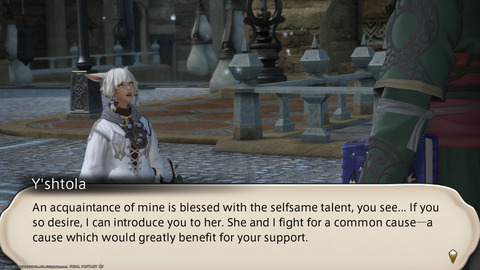 Y'shtola
An acquaintance of mine is blessed with the selfsame talent, you see... If you
so desire, I can introduce you to her. She and I fight for a common cause—a
cause which would greatly benefit for your support.